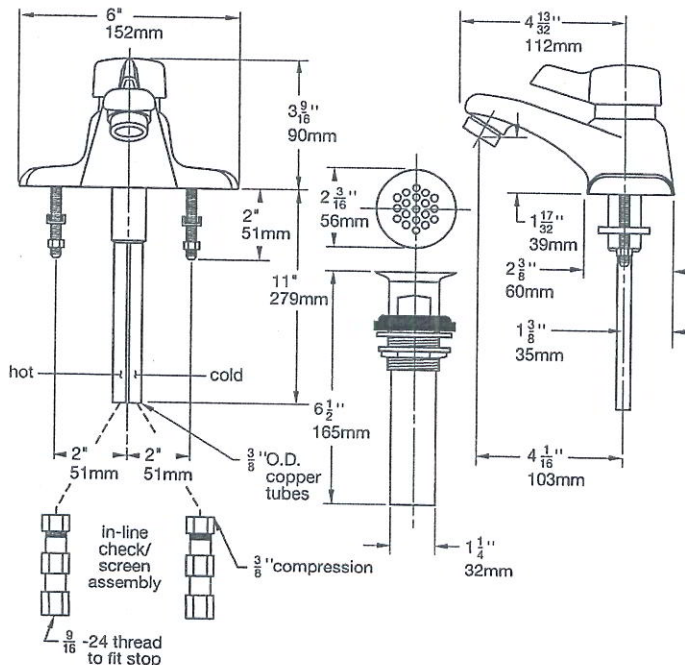 6"
152mm
3 9/16"
90mm
2"
51mm
11"
279mm
hot
cold
2"
51mm
2"
51mm
3/8"O.D.
copper
tubes
in-line
check/
screen
assembly
3/8"compression
9/16 -24 thread
to fit stop
2 3/16"
56mm
6 1/2"
165mm
1 1/4"
32mm
4 13/32"
112mm
1 17/32"
39mm
2 3/8"
60mm
1 3/8"
35mm
4 1/16"
103mm